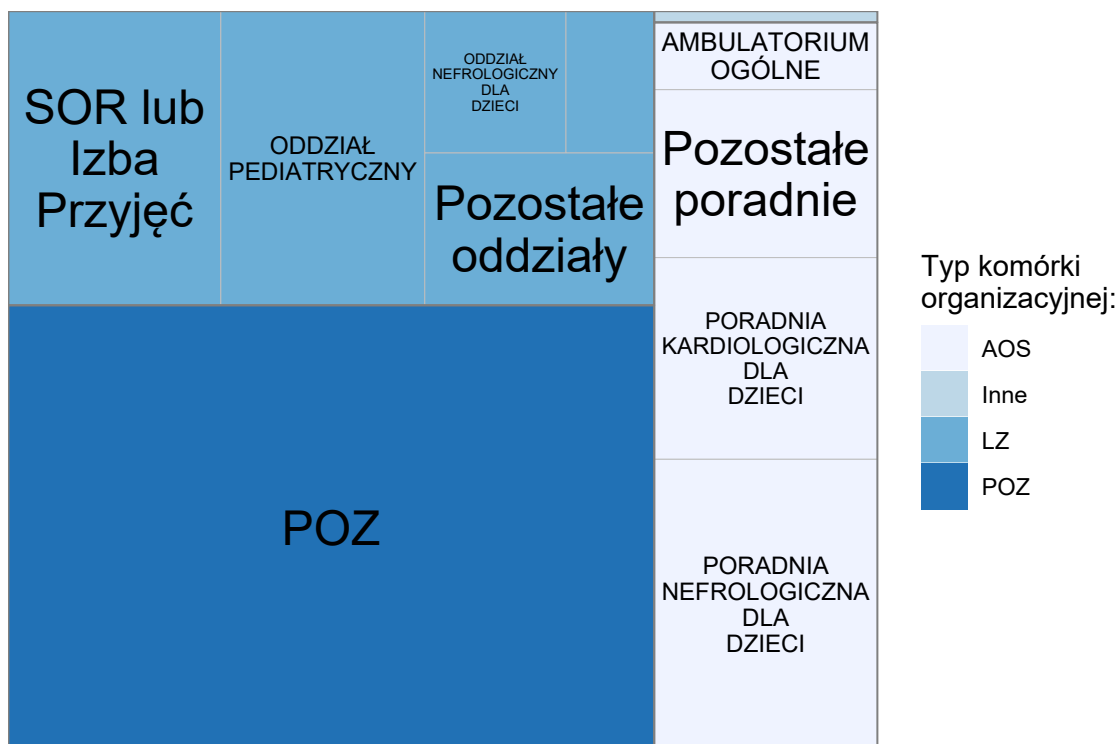 SOR lub
Izba
Przyjęć
ODDZIAŁ
PEDIATRYCZNY
ODDZIAŁ
NEFROLOGICZNY
DLA
DZIECI
Pozostałe
oddziały
POZ
AMBULATORIUM
OGÓLNE
Pozostałe
poradnie
PORADNIA
KARDIOLOGICZNA
DLA
DZIECI
PORADNIA
NEFROLOGICZNA
DLA
DZIECI
Typ komórki
organizacyjnej:
AOS
Inne
LZ
POZ